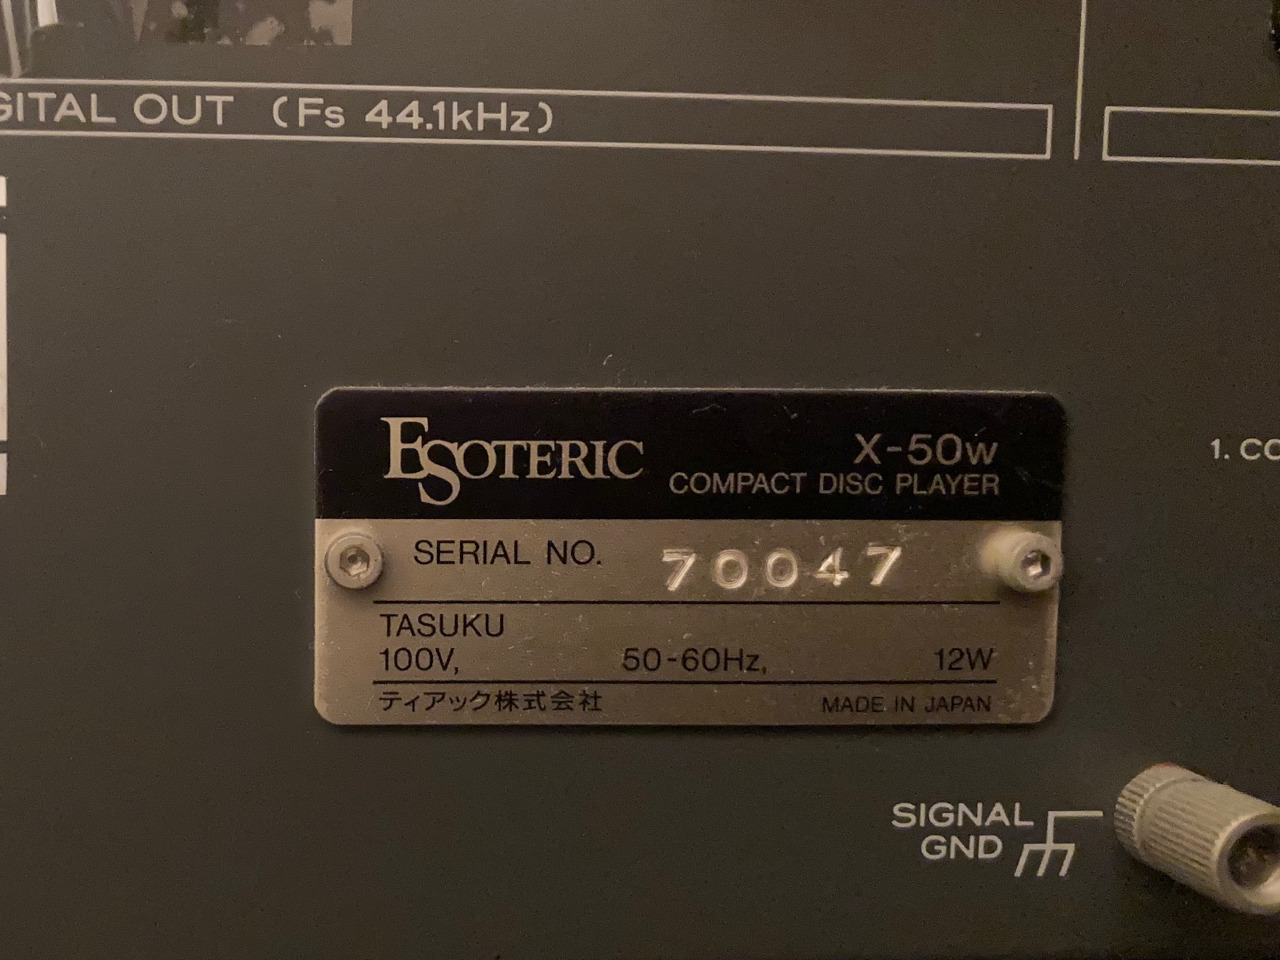 GITAL OUT (Fs 44.1kHz)
ESOTERIC
X-50w
COMPACT DISC PLAYER
1. CO
SERIAL NO. 70047
TASUKU
100V, 50-60Hz, 12W
ティアック株式会社 MADE IN JAPAN
SIGNAL
GND